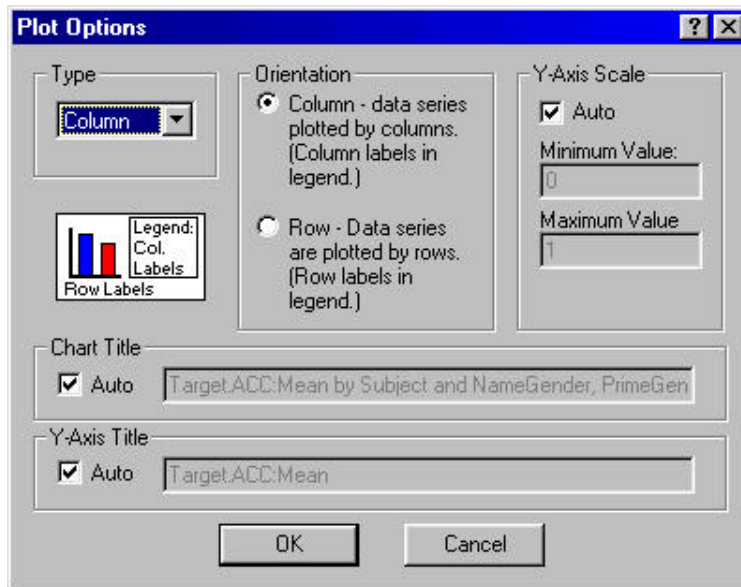 Plot Options
Type
Column
Legend:
Col.
Labels
Row Labels
Orientation
Column - data series
plotted by columns.
(Column labels in
legend.)
Row - Data series
are plotted by rows.
(Row labels in
legend.)
Y-Axis Scale
Auto
Minimum Value:
0
Maximum Value
1
Chart Title
Auto
Target.ACC:Mean by Subject and NameGender, PrimeGen
Y-Axis Title
Auto
Target.ACC:Mean
OK
Cancel